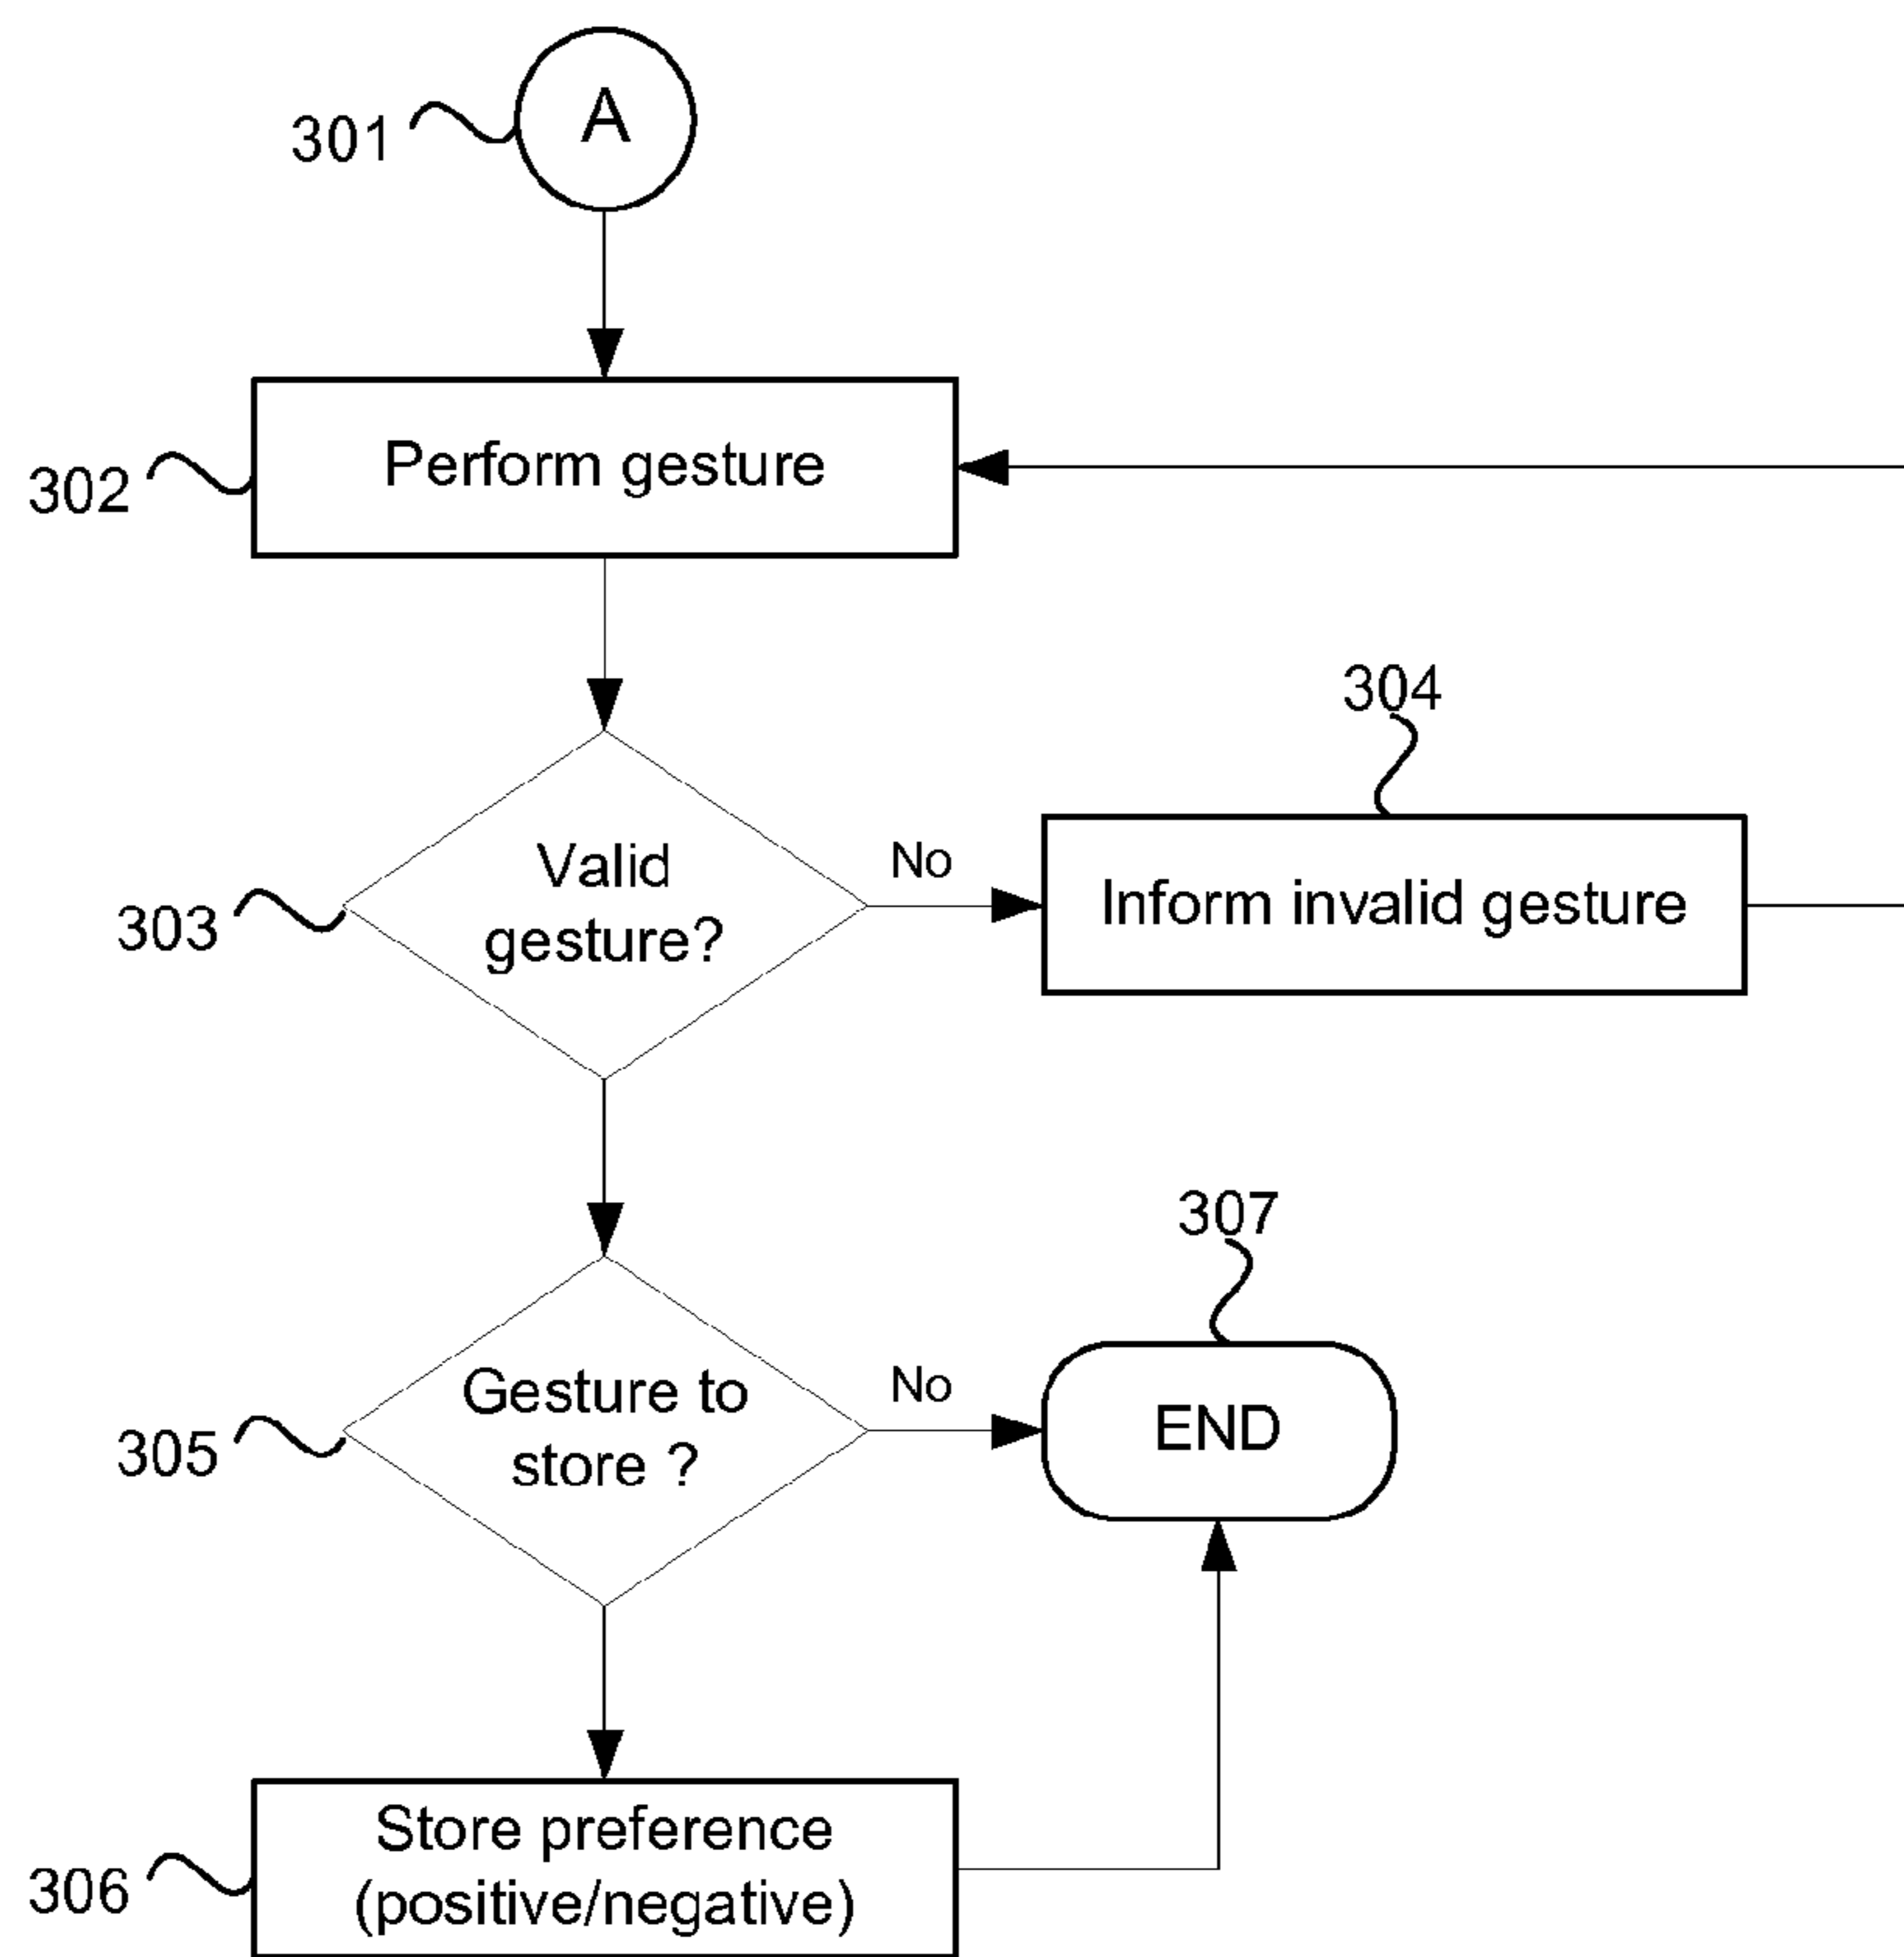 A
301
Perform gesture
302
304
Valid
gesture?
No
Inform invalid gesture
303
307
Gesture to
store ?
No
END
305
Store preference
(positive/negative)
306